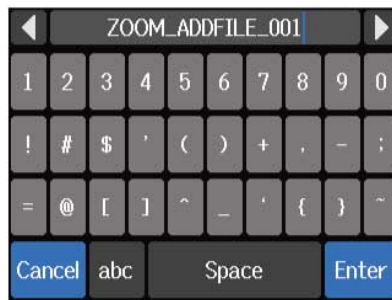 ZOOM_ADDFILE_001
1 2 3 4 5 6 7 8 9 0
! # $ ' ( ) + , - ;
= @ [ ] ^ _ ` { } ~
Cancel abc Space Enter